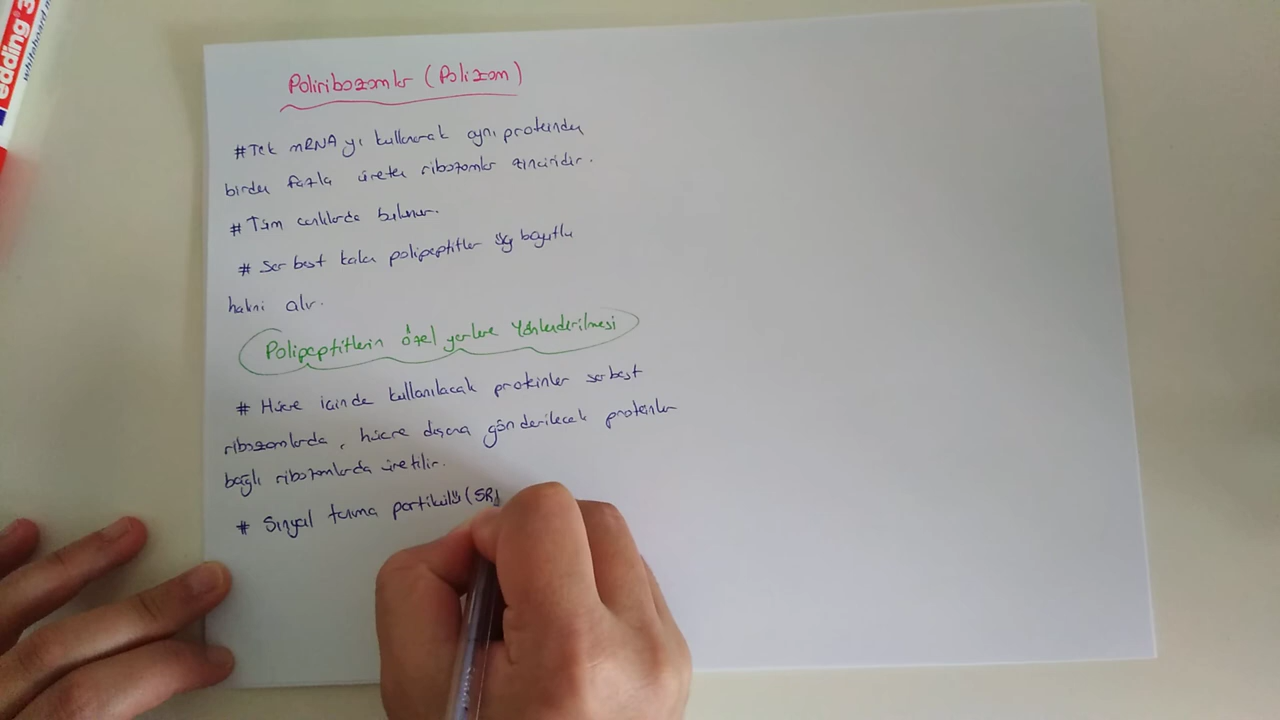 edding 3
whiteboard m
Poliribozomlar (Polizom)
#Tek mRNA yı kullanarak aynı proteinden
birden fazla üreten ribozomlar zinciridir.
# Tüm canlılarda bulunur.
# Serbest kalan polipeptitler üç boyutlu
halini alır.
Polipeptitlerin özel yerlere Yönlenderilmesi
# Hücre içinde kullanılacak proteinler serbest
ribozomlarda, hücre dışına gönderilecek proteinler
bağlı ribozomlarda üretilir.
# Sinyal tanıma partikülü (SR